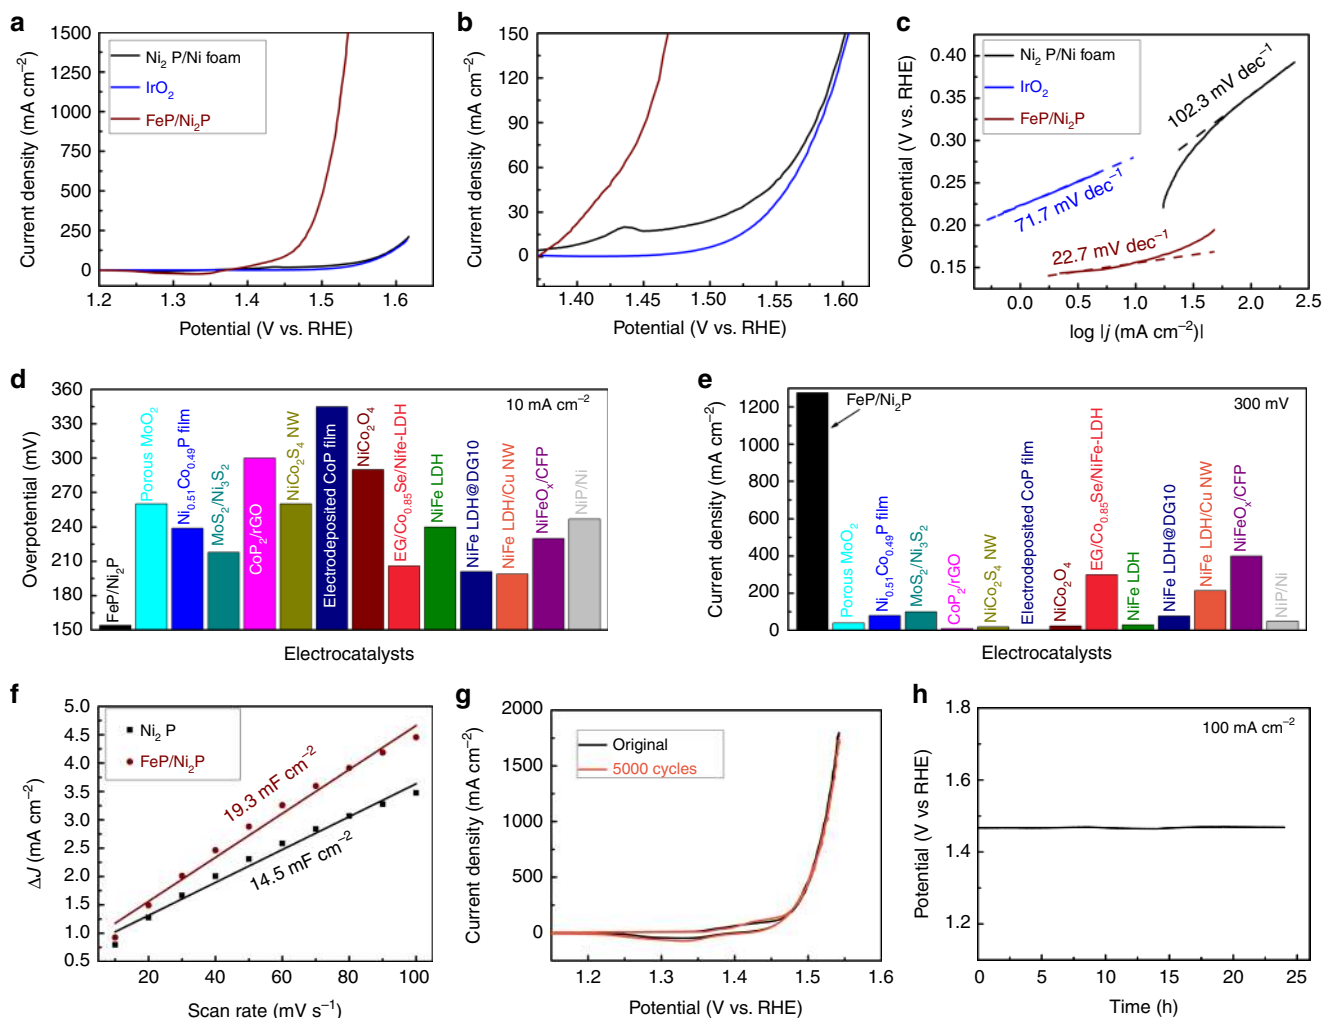 a
1500
1250
1000
750
500
250
0
Current density (mA cm−2)
Ni2 P/Ni foam
IrO2
FeP/Ni2P
1.2 1.3 1.4 1.5 1.6
Potential (V vs. RHE)
b
150
120
90
60
30
0
Current density (mA cm−2)
1.40 1.45 1.50 1.55 1.60
Potential (V vs. RHE)
c
0.40
0.35
0.30
0.25
0.20
0.15
Overpotential (V vs. RHE)
Ni2 P/Ni foam
IrO2
FeP/Ni2P
102.3 mV dec−1
71.7 mV dec−1
22.7 mV dec−1
0.0 0.5 1.0 1.5 2.0 2.5
log |j (mA cm−2)|
d
360
330
300
270
240
210
180
150
Overpotential (mV)
10 mA cm−2
FeP/Ni2P
Porous MoO2
Ni0.51Co0.49P film
MoS2/Ni3S2
CoP2/rGO
NiCo2S4 NW
Electrodeposited CoP film
NiCo2O4
EG/Co0.85Se/Nife-LDH
NiFe LDH
NiFe LDH@DG10
NiFe LDH/Cu NW
NiFeOx/CFP
NiP/Ni
Electrocatalysts
e
1200
1000
800
600
400
200
0
Current density (mA cm−2)
300 mV
FeP/Ni2P
Porous MoO2
Ni0.51Co0.49P film
MoS2/Ni3S2
CoP2/rGO
NiCo2S4 NW
Electrodeposited CoP film
NiCo2O4
EG/Co0.85Se/NiFe-LDH
NiFe LDH
NiFe LDH@DG10
NiFe LDH/Cu NW
NiFeOx/CFP
NiP/Ni
Electrocatalysts
f
5.0
4.5
4.0
3.5
3.0
2.5
2.0
1.5
1.0
0.5
ΔJ (mA cm−2)
Ni2 P
FeP/Ni2P
19.3 mF cm−2
14.5 mF cm−2
20 40 60 80 100
Scan rate (mV s−1)
g
2000
1500
1000
500
0
Current density (mA cm−2)
Original
5000 cycles
1.2 1.3 1.4 1.5 1.6
Potential (V vs. RHE)
h
1.8
1.6
1.4
1.2
Potential (V vs RHE)
100 mA cm−2
0 5 10 15 20 25
Time (h)